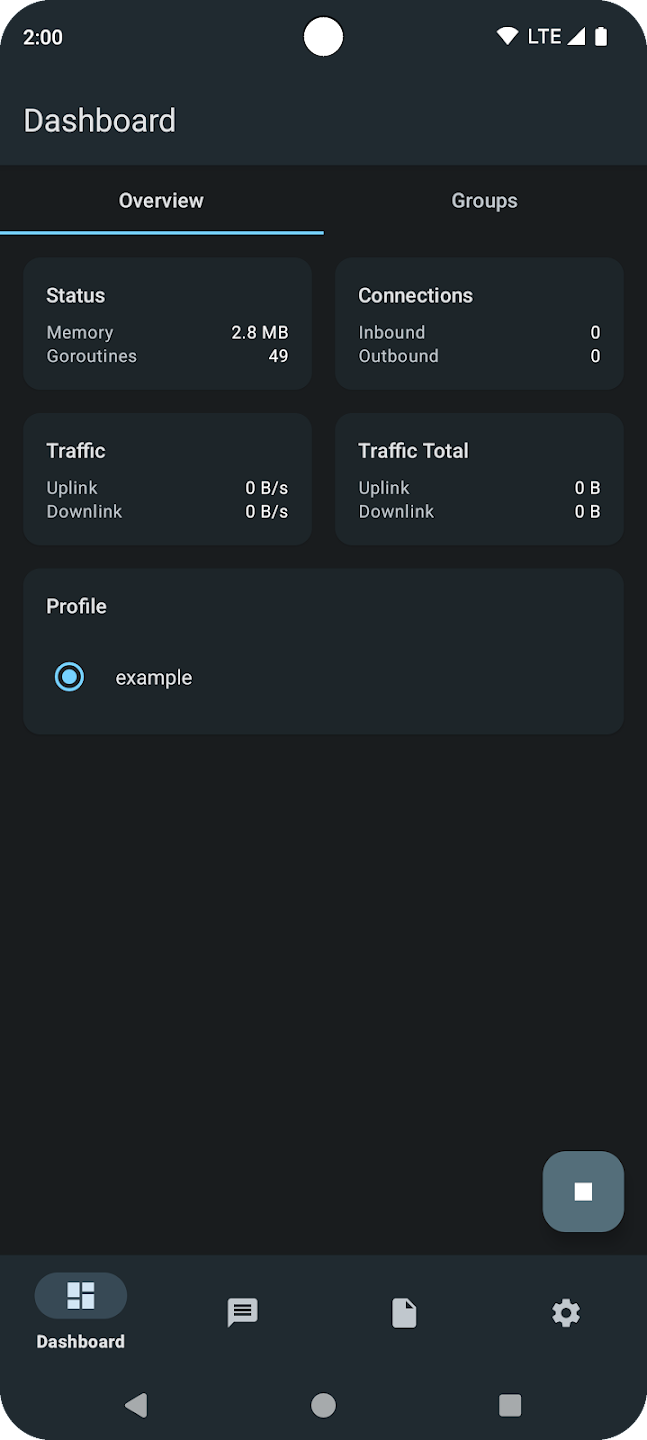 2:00
LTE
Dashboard
Overview
Groups
Status
Memory 2.8 MB
Goroutines 49
Connections
Inbound 0
Outbound 0
Traffic
Uplink 0 B/s
Downlink 0 B/s
Traffic Total
Uplink 0 B
Downlink 0 B
Profile
example
Dashboard